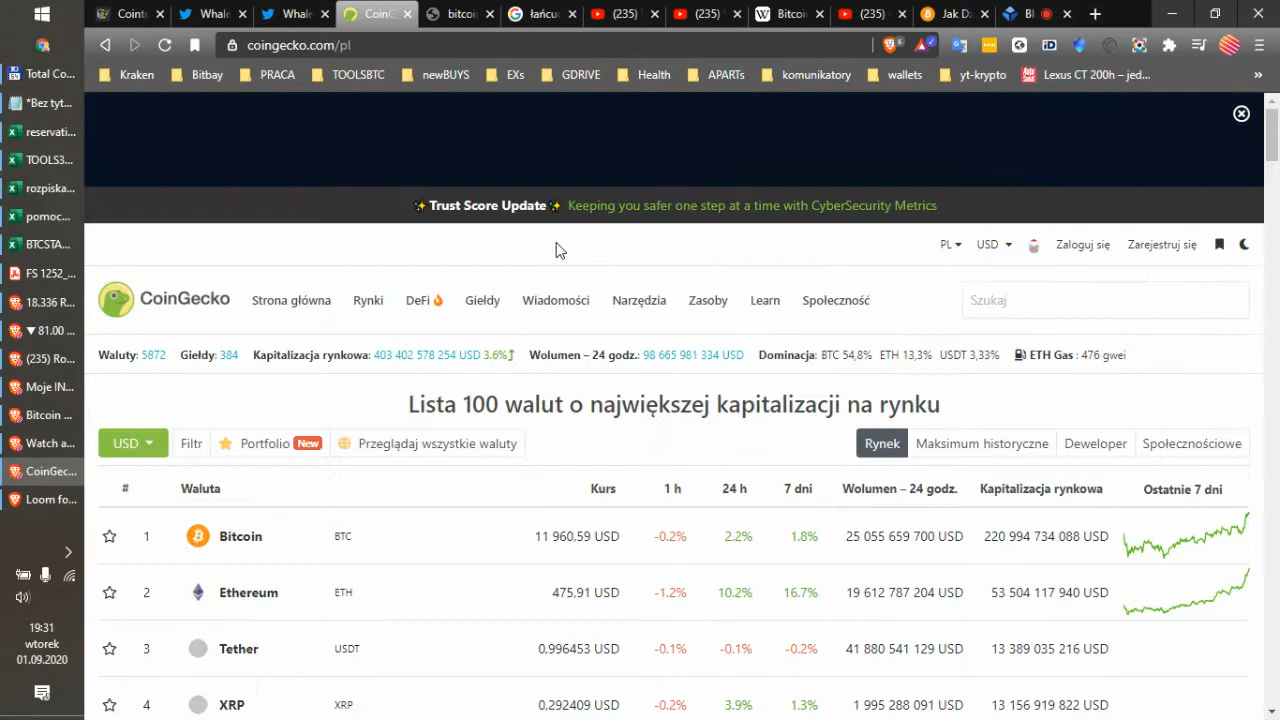 Cointe
Whale
Whale
CoinG
bitcoi
łańcu
(235)
(235)
Bitcoi
(235)
Jak Dz
Bl
coingecko.com/pl
Kraken
Bitbay
PRACA
TOOLSBTC
newBUYS
EXs
GDRIVE
Health
APARTs
komunikatory
wallets
yt-krypto
Lexus CT 200h – jed...
Total Co...
*Bez tyt...
reservati...
TOOLS3...
rozpiska...
pomoc...
BTCSTA...
FS 1252_...
18.336 R...
▼ 81.00 ...
(235) Ro...
Moje IN...
Bitcoin ...
Watch a...
CoinGec...
Loom fo...
19:31
wtorek
01.09.2020
Trust Score Update Keeping you safer one step at a time with CyberSecurity Metrics
PL USD Zaloguj się Zarejestruj się
CoinGecko Strona główna Rynki DeFi Giełdy Wiadomości Narzędzia Zasoby Learn Społeczność Szukaj
Waluty: 5872 Giełdy: 384 Kapitalizacja rynkowa: 403 402 578 254 USD 3.6% Wolumen – 24 godz.: 98 665 981 334 USD Dominacja: BTC 54,8% ETH 13,3% USDT 3,33% ETH Gas : 476 gwei
Lista 100 walut o największej kapitalizacji na rynku
USD Filtr Portfolio New Przeglądaj wszystkie waluty Rynek Maksimum historyczne Deweloper Społecznościowe
# Waluta Kurs 1 h 24 h 7 dni Wolumen – 24 godz. Kapitalizacja rynkowa Ostatnie 7 dni
1 Bitcoin BTC 11 960,59 USD -0.2% 2.2% 1.8% 25 055 659 700 USD 220 994 734 088 USD
2 Ethereum ETH 475,91 USD -1.2% 10.2% 16.7% 19 612 787 204 USD 53 504 117 940 USD
3 Tether USDT 0,996453 USD -0.1% -0.1% -0.2% 41 880 541 129 USD 13 389 035 216 USD
4 XRP XRP 0,292409 USD -0.2% 3.9% 1.3% 1 995 288 091 USD 13 156 919 822 USD